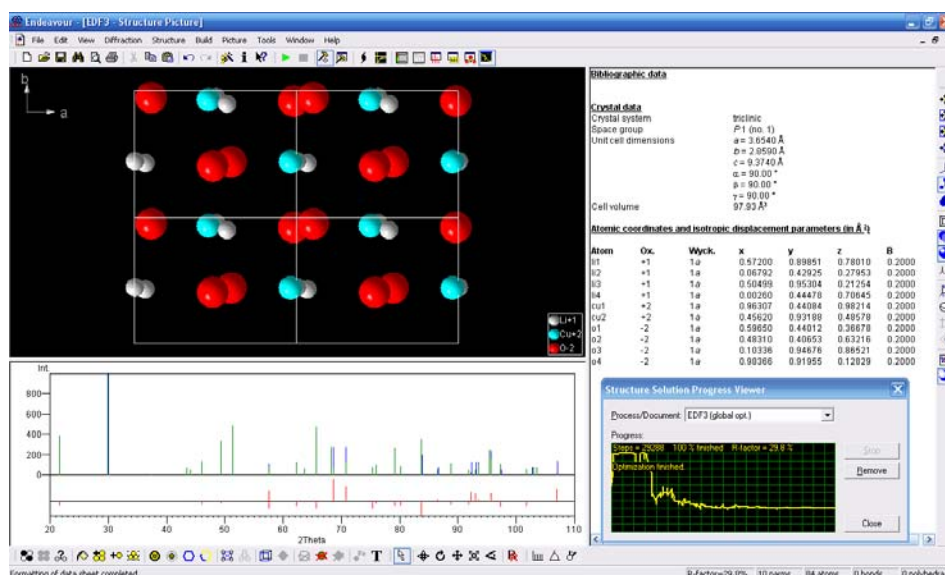 Endeavour - [EDF3 - Structure Picture]
File Edit View Diffraction Structure Build Picture Tools Window Help
b
a
Li+1
Cu+2
O-2
Bibliographic data
Crystal data
Crystal system triclinic
Space group P1 (no. 1)
Unit cell dimensions a = 3.6540 Å
b = 2.8590 Å
c = 9.3740 Å
α = 90.00 °
β = 90.00 °
γ = 90.00 °
Cell volume 97.93 Å³
Atomic coordinates and isotropic displacement parameters (in Å²)
Atom Ox. Wyck. x y z B
li1 +1 1a 0.57200 0.89851 0.78010 0.2000
li2 +1 1a 0.06792 0.42925 0.27953 0.2000
li3 +1 1a 0.50499 0.95304 0.21254 0.2000
li4 +1 1a 0.00260 0.44478 0.70645 0.2000
cu1 +2 1a 0.96307 0.44084 0.98214 0.2000
cu2 +2 1a 0.45620 0.93188 0.48578 0.2000
o1 -2 1a 0.59650 0.44012 0.36678 0.2000
o2 -2 1a 0.48310 0.40653 0.63216 0.2000
o3 -2 1a 0.10336 0.94676 0.86521 0.2000
o4 -2 1a 0.90366 0.91955 0.12829 0.2000
Int.
800
600
400
200
0
20 30 40 50 60 70 80 90 100 110
2Theta
Structure Solution Progress Viewer
Process/Document: EDF3 (global opt.)
Progress:
Steps = 29288 100 % finished R-factor = 29.8 %
Optimization finished.
Stop
Remove
Close
Formatting of data sheet completed.
R-factor=29.8% 10 parms 84 atoms 0 bonds 0 polyhedra